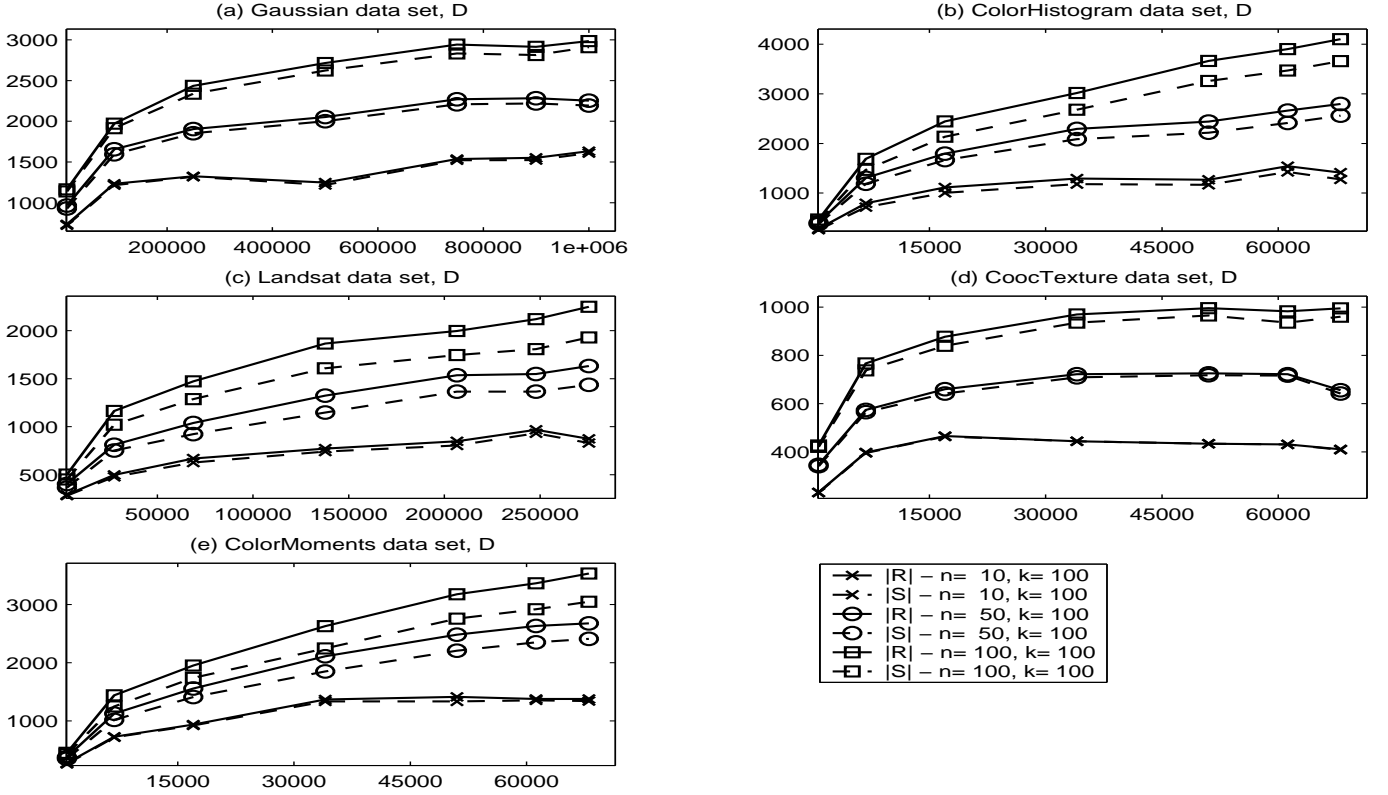 (a) Gaussian data set, D
3000
2500
2000
1500
1000
200000 400000 600000 800000 1e+006
(b) ColorHistogram data set, D
4000
3000
2000
1000
15000 30000 45000 60000
(c) Landsat data set, D
2000
1500
1000
500
50000 100000 150000 200000 250000
(d) CoocTexture data set, D
1000
800
600
400
15000 30000 45000 60000
(e) ColorMoments data set, D
3000
2000
1000
15000 30000 45000 60000
|R| – n= 10, k= 100
|S| – n= 10, k= 100
|R| – n= 50, k= 100
|S| – n= 50, k= 100
|R| – n= 100, k= 100
|S| – n= 100, k= 100